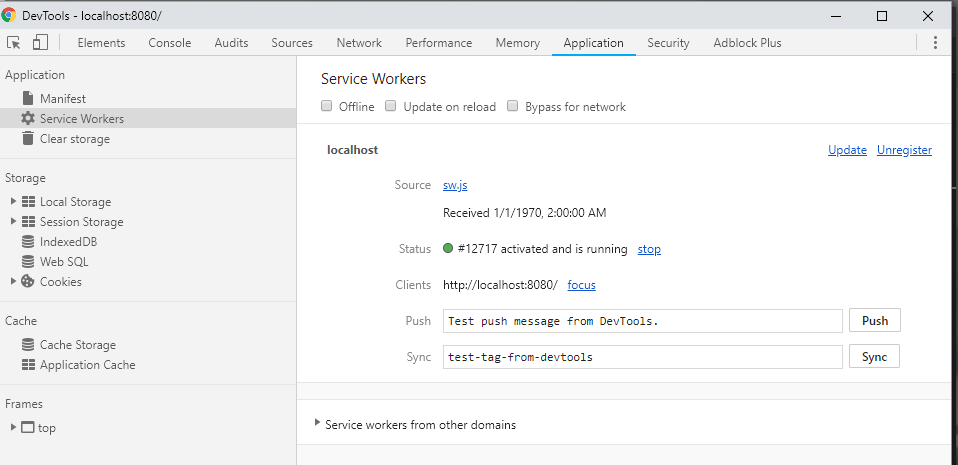 DevTools - localhost:8080/
Elements Console Audits Sources Network Performance Memory Application Security Adblock Plus
Application
Manifest
Service Workers
Clear storage
Storage
Local Storage
Session Storage
IndexedDB
Web SQL
Cookies
Cache
Cache Storage
Application Cache
Frames
top
Service Workers
Offline Update on reload Bypass for network
localhost Update Unregister
Source sw.js
Received 1/1/1970, 2:00:00 AM
Status #12717 activated and is running stop
Clients http://localhost:8080/ focus
Push Test push message from DevTools. Push
Sync test-tag-from-devtools Sync
Service workers from other domains